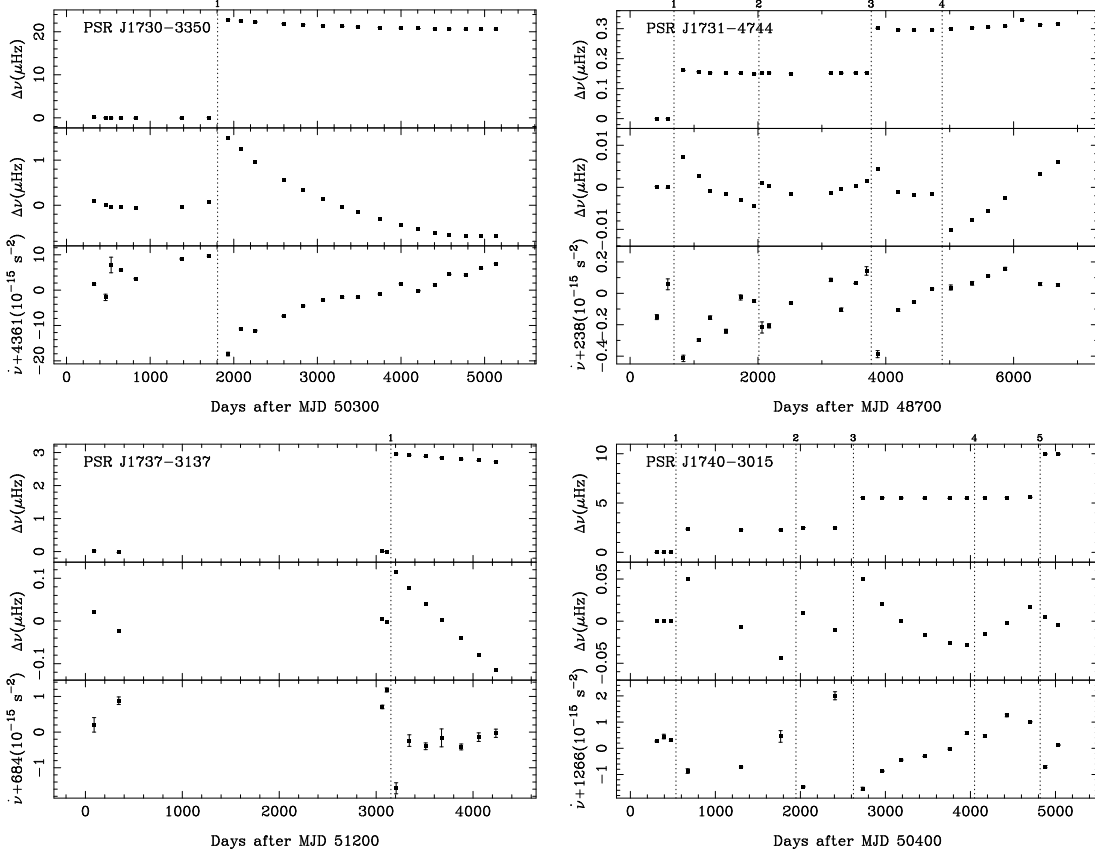 1
PSR J1730−3350
Δν(μHz)
0 10 20
Δν(μHz)
0 1
ν̇+4361(10⁻¹⁵ s⁻²)
−20 −10 0 10
0 1000 2000 3000 4000 5000
Days after MJD 50300
1 2 3 4
PSR J1731−4744
Δν(μHz)
0 0.1 0.2 0.3
Δν(μHz)
−0.01 0 0.01
ν̇+238(10⁻¹⁵ s⁻²)
−0.4 −0.2 0 0.2
0 2000 4000 6000
Days after MJD 48700
1
PSR J1737−3137
Δν(μHz)
0 1 2 3
Δν(μHz)
−0.1 0 0.1
ν̇+684(10⁻¹⁵ s⁻²)
−1 0 1
0 1000 2000 3000 4000
Days after MJD 51200
1 2 3 4 5
PSR J1740−3015
Δν(μHz)
0 5 10
Δν(μHz)
−0.05 0 0.05
ν̇+1266(10⁻¹⁵ s⁻²)
−1 0 1 2
0 1000 2000 3000 4000 5000
Days after MJD 50400